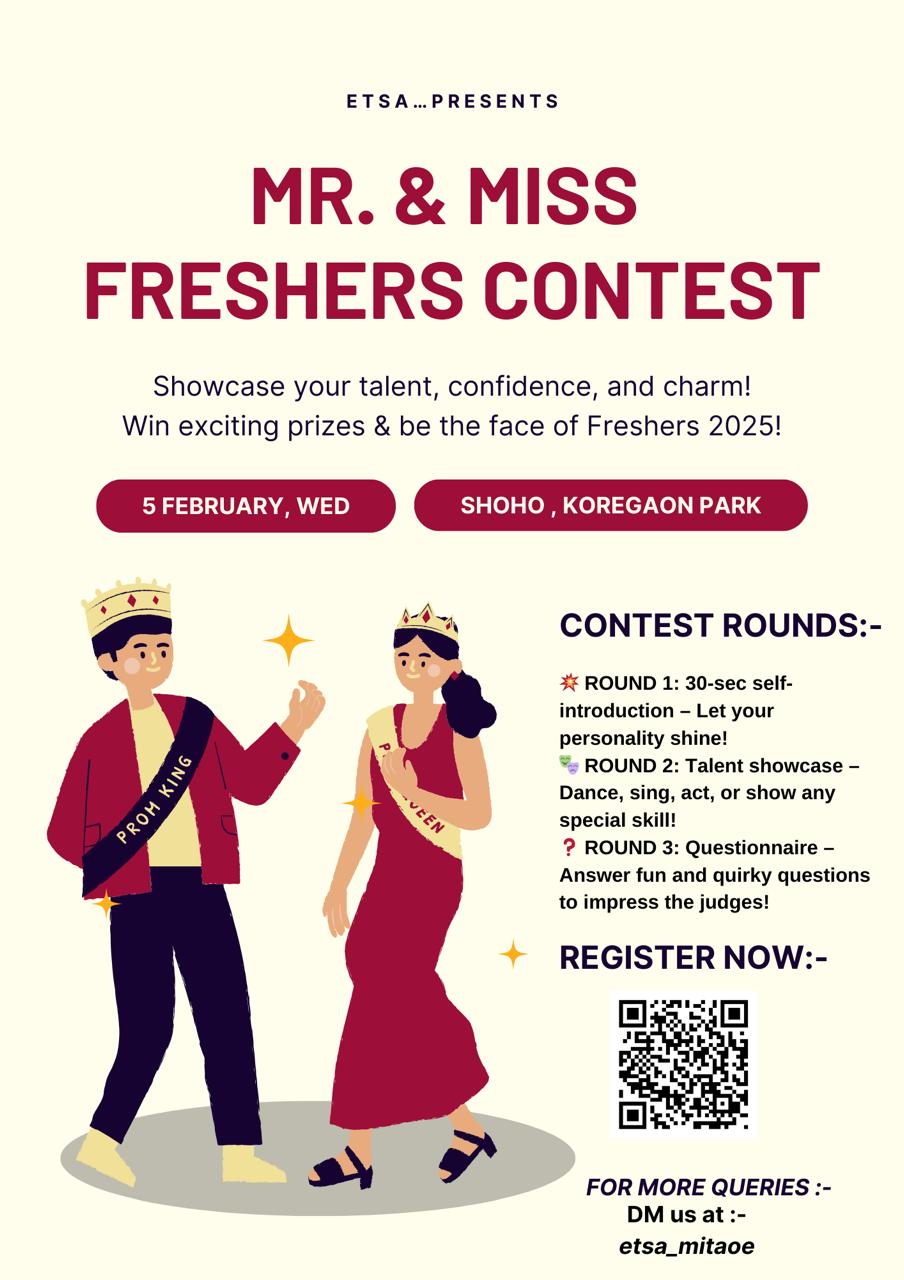 ETSA...PRESENTS
MR. & MISS
FRESHERS CONTEST
Showcase your talent, confidence, and charm!
Win exciting prizes & be the face of Freshers 2025!
5 FEBRUARY, WED
SHOHO , KOREGAON PARK
PROM KING
P
UEEN
CONTEST ROUNDS:-
💥 ROUND 1: 30-sec self-
introduction – Let your
personality shine!
🎭 ROUND 2: Talent showcase –
Dance, sing, act, or show any
special skill!
❓ ROUND 3: Questionnaire –
Answer fun and quirky questions
to impress the judges!
REGISTER NOW:-
FOR MORE QUERIES :-
DM us at :-
etsa_mitaoe